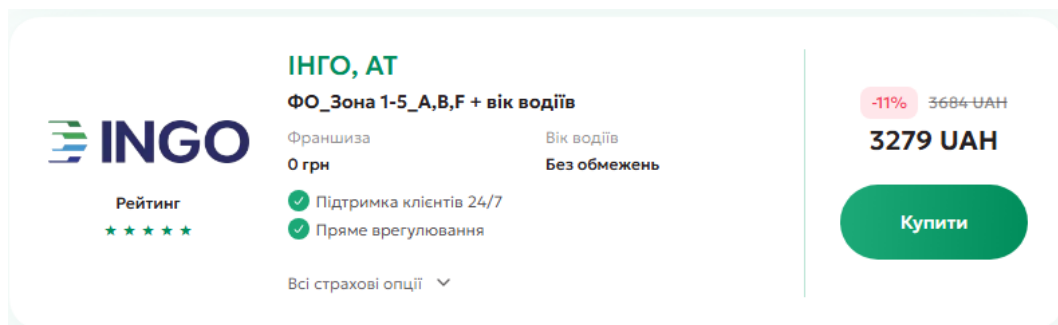 INGO
Рейтинг
ІНГО, АТ
ФО_Зона 1-5_A,B,F + вік водіїв
Франшиза
0 грн
Вік водіїв
Без обмежень
Підтримка клієнтів 24/7
Пряме врегулювання
Всі страхові опції
-11% 3684 UAH
3279 UAH
Купити